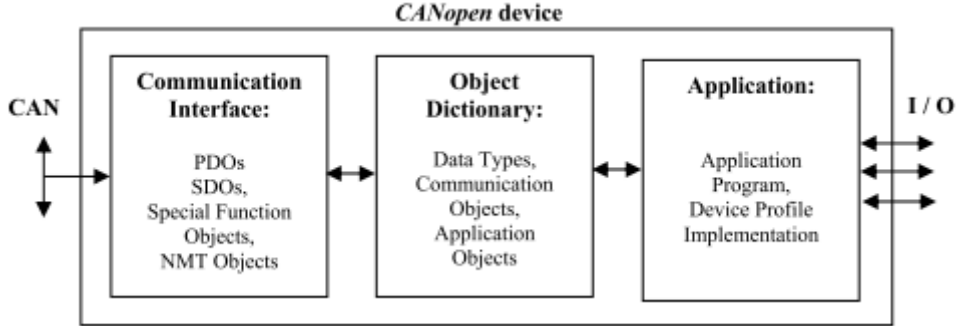 CANopen device
CAN
Communication
Interface:
PDOs
SDOs,
Special Function
Objects,
NMT Objects
Object
Dictionary:
Data Types,
Communication
Objects,
Application
Objects
Application:
Application
Program,
Device Profile
Implementation
I / O